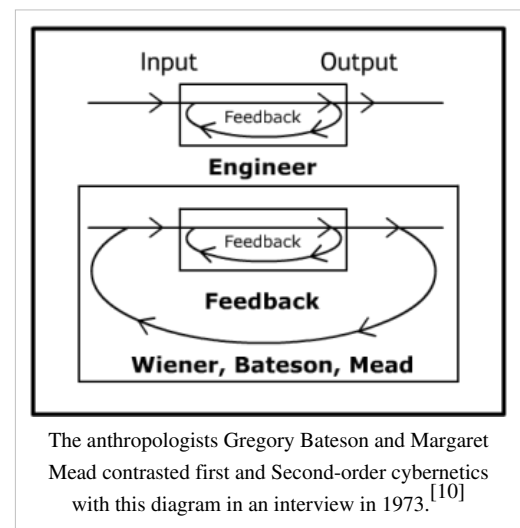 Input Output
Feedback
Engineer
Feedback
Feedback
Wiener, Bateson, Mead
The anthropologists Gregory Bateson and Margaret
Mead contrasted first and Second-order cybernetics
with this diagram in an interview in 1973.[10]